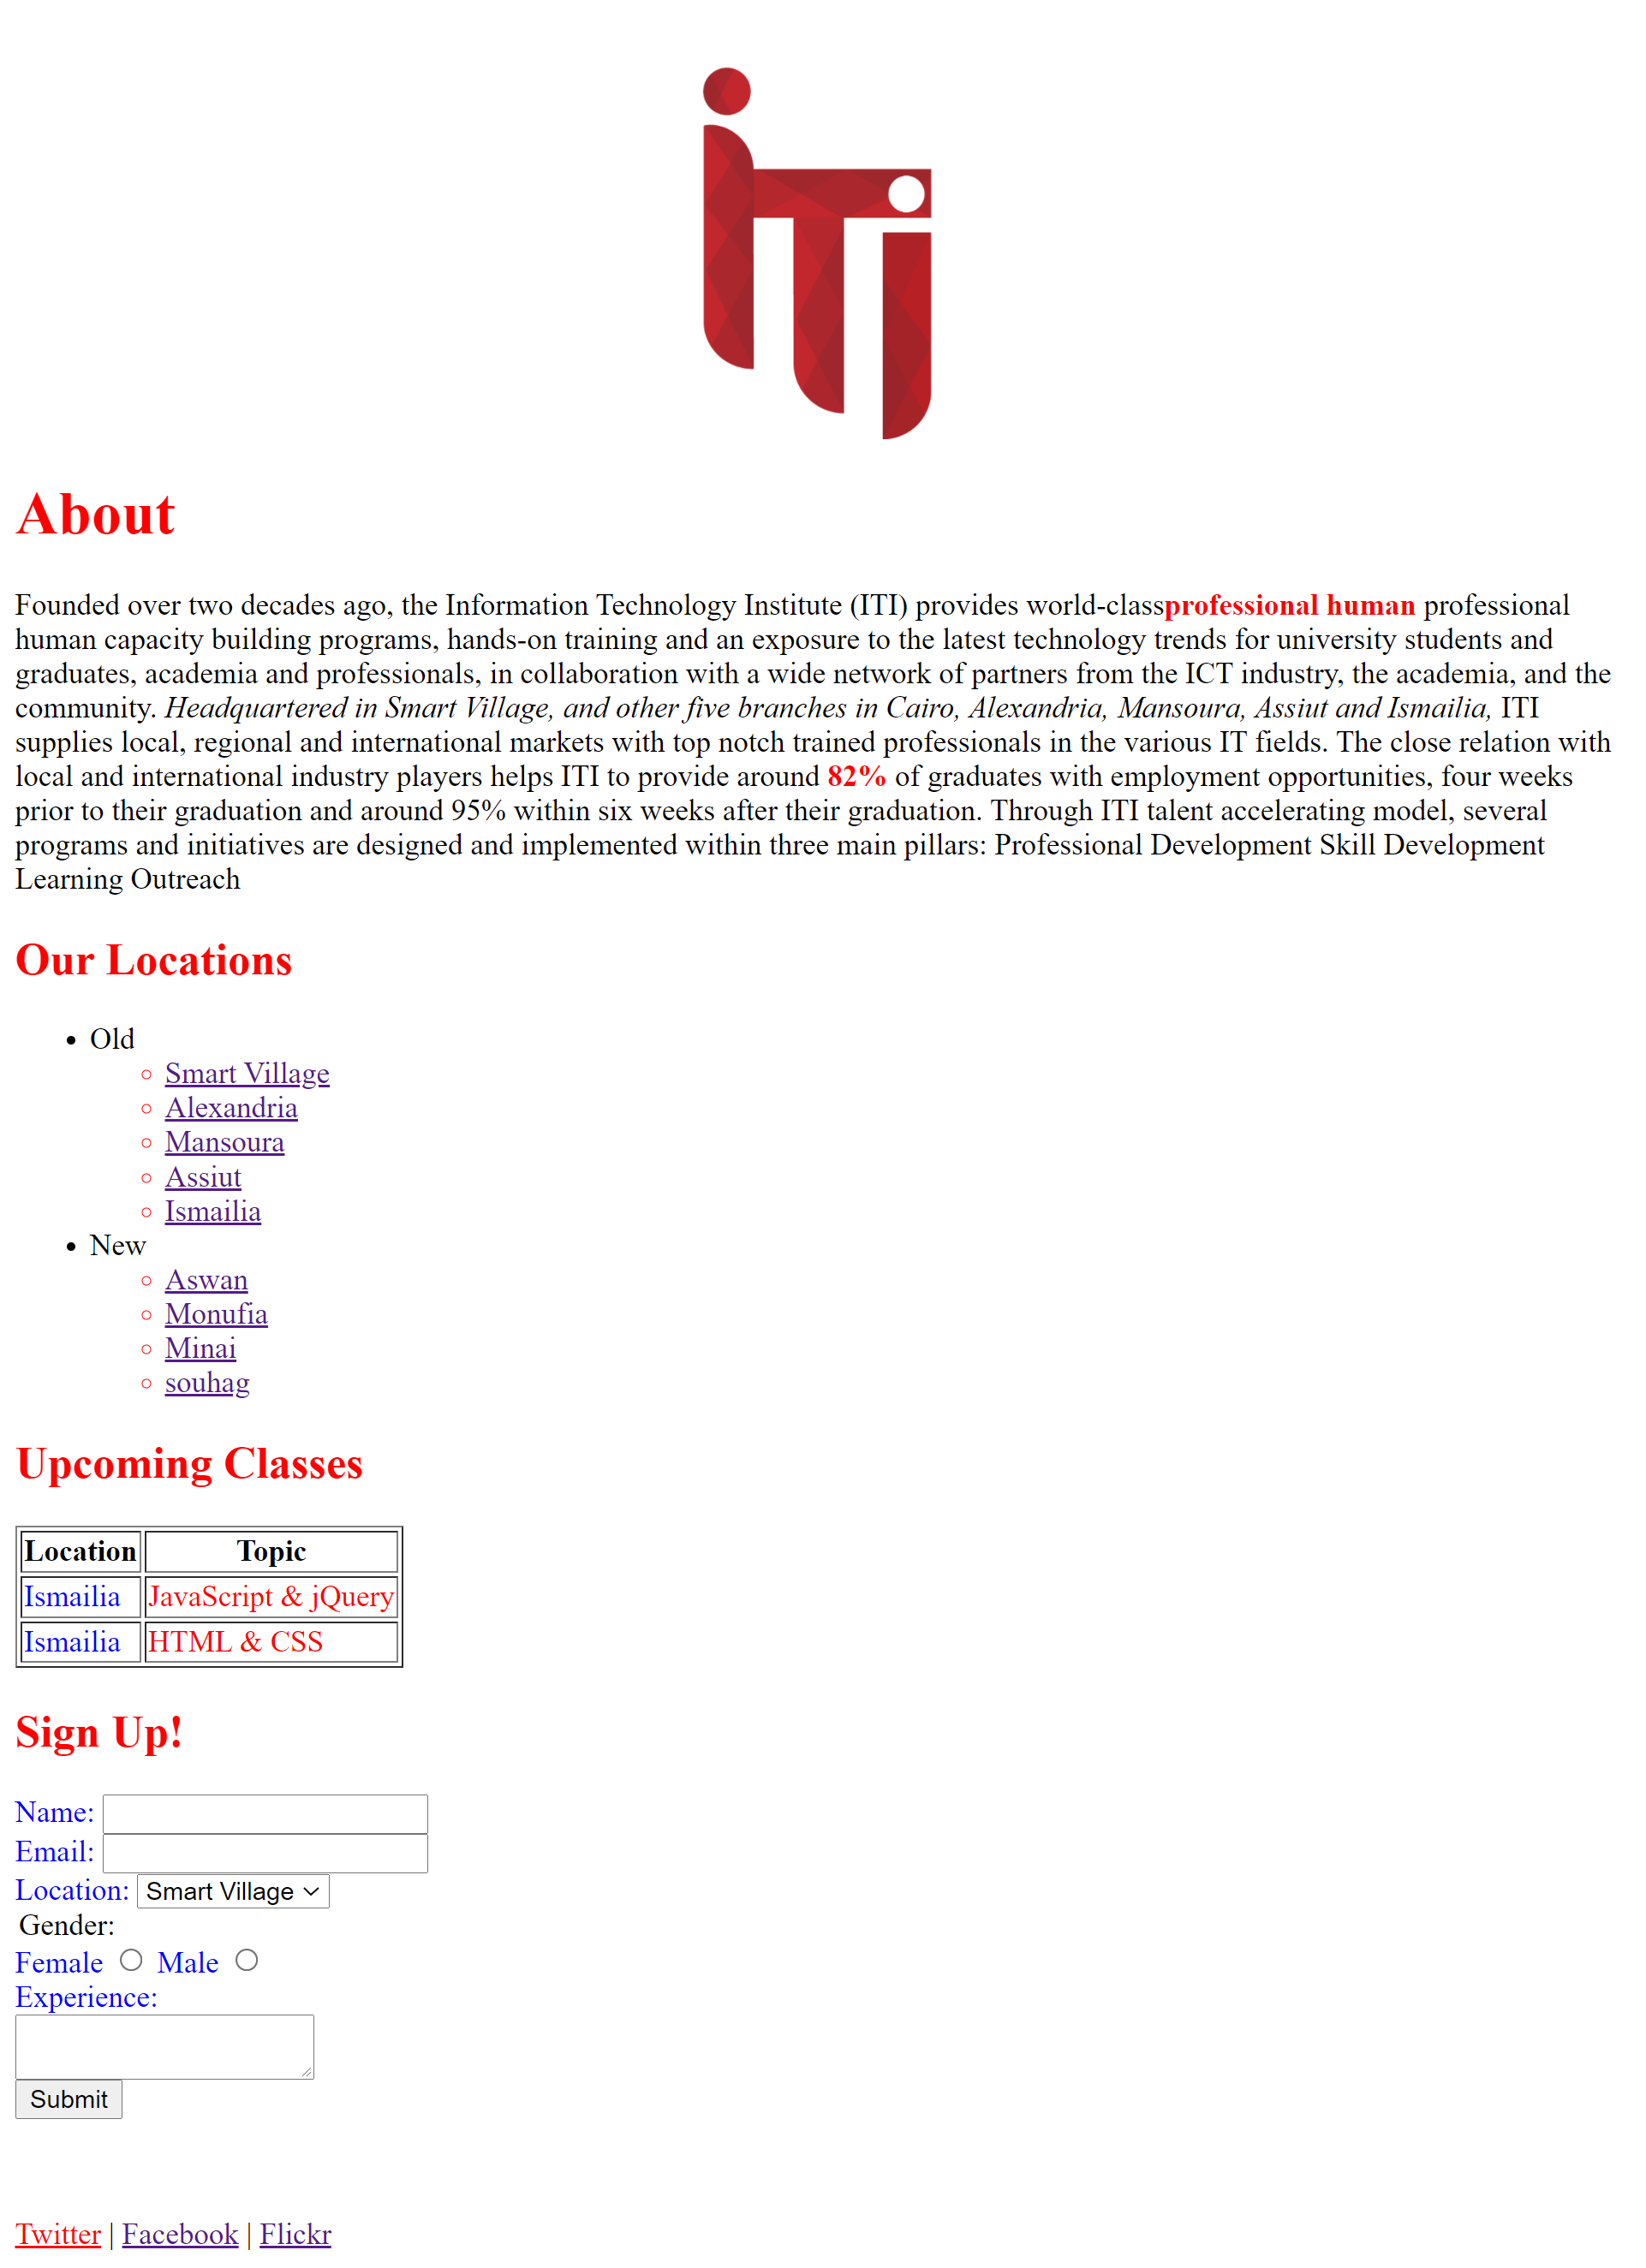 iTi
About
Founded over two decades ago, the Information Technology Institute (ITI) provides world-classprofessional human professional
human capacity building programs, hands-on training and an exposure to the latest technology trends for university students and
graduates, academia and professionals, in collaboration with a wide network of partners from the ICT industry, the academia, and the
community. Headquartered in Smart Village, and other five branches in Cairo, Alexandria, Mansoura, Assiut and Ismailia, ITI
supplies local, regional and international markets with top notch trained professionals in the various IT fields. The close relation with
local and international industry players helps ITI to provide around 82% of graduates with employment opportunities, four weeks
prior to their graduation and around 95% within six weeks after their graduation. Through ITI talent accelerating model, several
programs and initiatives are designed and implemented within three main pillars: Professional Development Skill Development
Learning Outreach
Our Locations
Old
Smart Village
Alexandria
Mansoura
Assiut
Ismailia
New
Aswan
Monufia
Minai
souhag
Upcoming Classes
Location Topic
Ismailia JavaScript & jQuery
Ismailia HTML & CSS
Sign Up!
Name:
Email:
Location: Smart Village
Gender:
Female Male
Experience:
Submit
Twitter | Facebook | Flickr